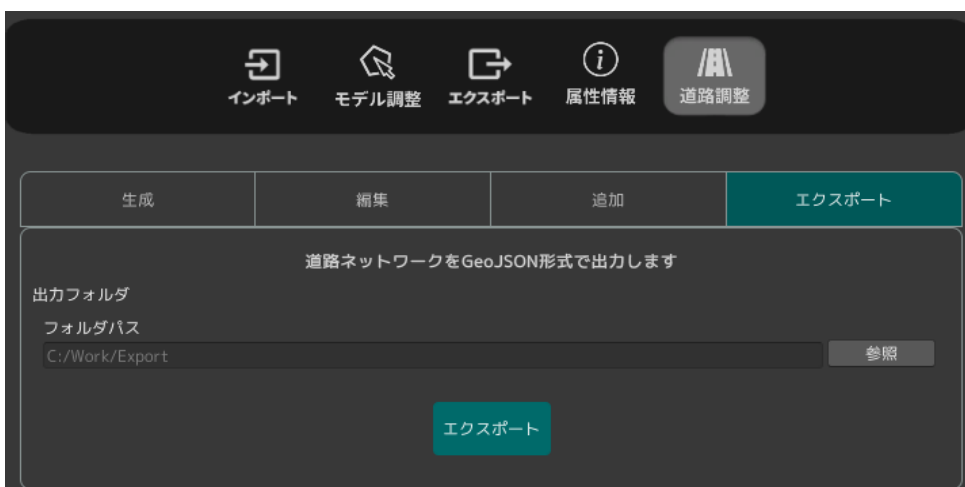 インポート モデル調整 エクスポート 属性情報 道路調整
生成 編集 追加 エクスポート
道路ネットワークをGeoJSON形式で出力します
出力フォルダ
フォルダパス
C:/Work/Export 参照
エクスポート